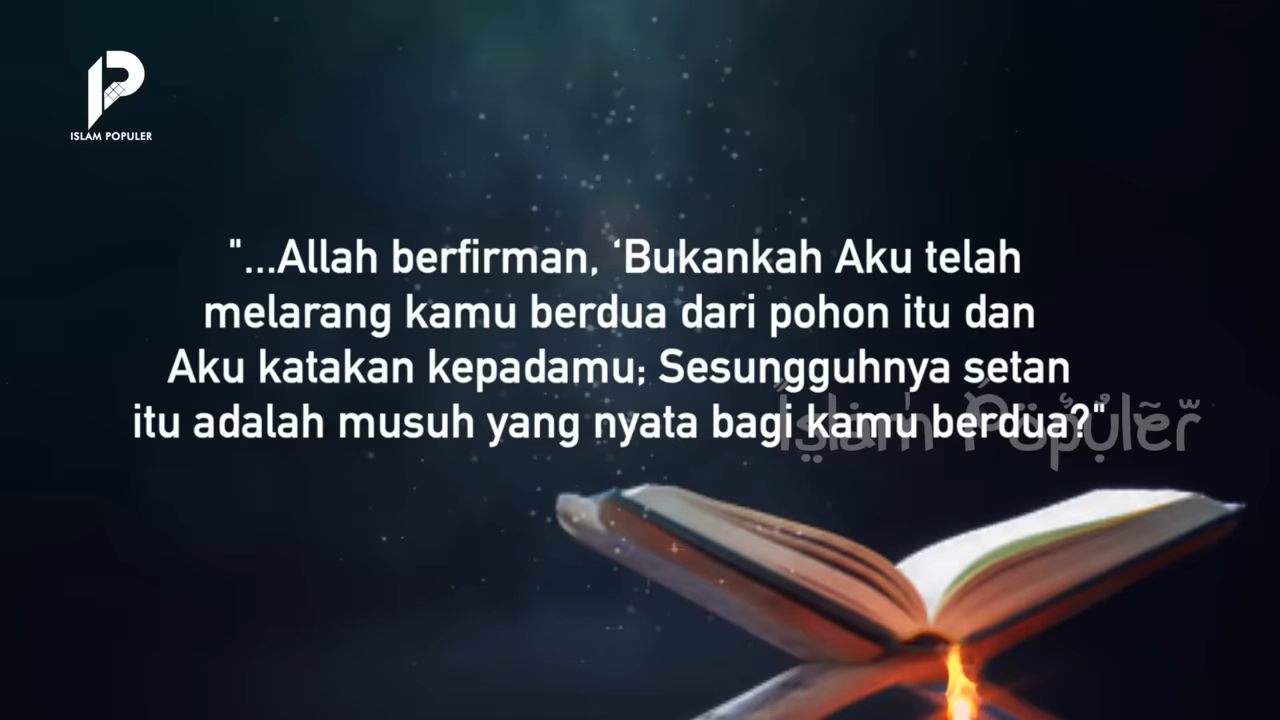 ISLAM POPULER
"...Allah berfirman, ‘Bukankah Aku telah
melarang kamu berdua dari pohon itu dan
Aku katakan kepadamu; Sesungguhnya setan
itu adalah musuh yang nyata bagi kamu berdua?"
Islam Populer